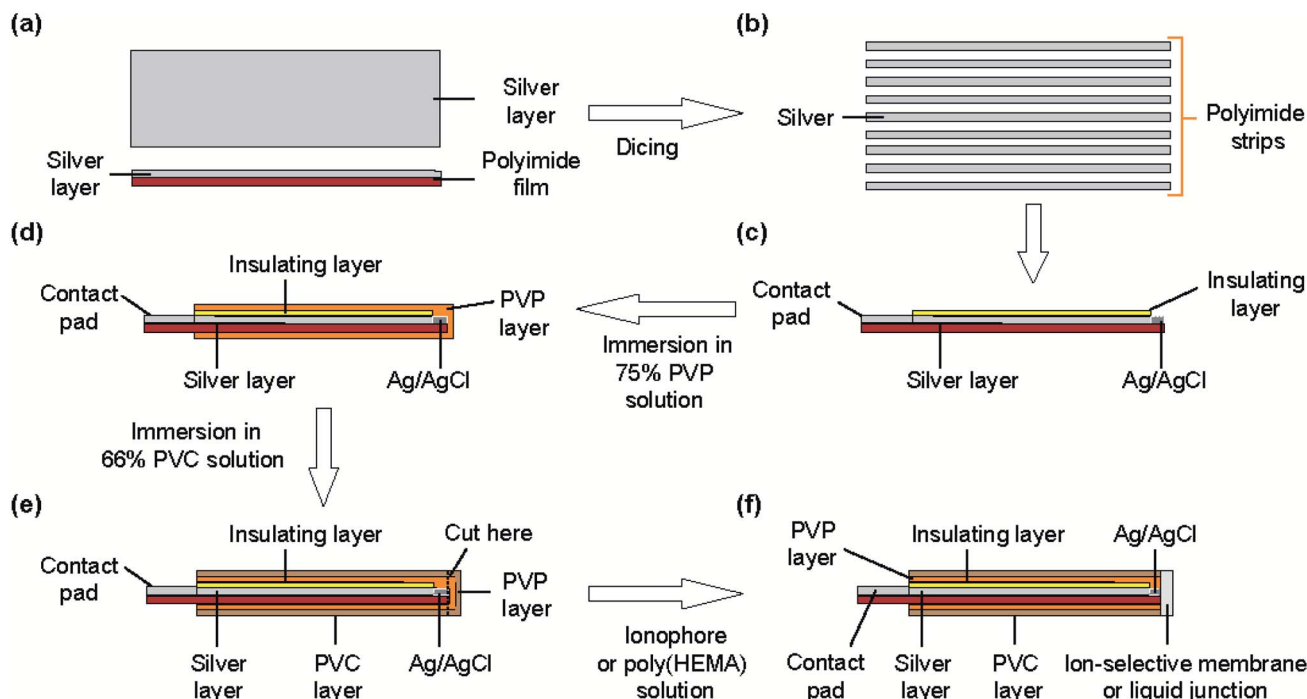 (a)
Silver
layer
Silver
layer
Polyimide
film
Dicing
(b)
Silver
Polyimide
strips
(c)
Contact
pad
Insulating
layer
Silver layer
Ag/AgCl
Immersion in
75% PVP
solution
(d)
Insulating layer
Contact
pad
PVP
layer
Silver layer
Ag/AgCl
Immersion in
66% PVC solution
(e)
Insulating layer
Cut here
Contact
pad
PVP
layer
Silver
layer
PVC
layer
Ag/AgCl
Ionophore
or poly(HEMA)
solution
(f)
PVP
layer
Insulating layer
Ag/AgCl
Contact
pad
Silver
layer
PVC
layer
Ion-selective membrane
or liquid junction